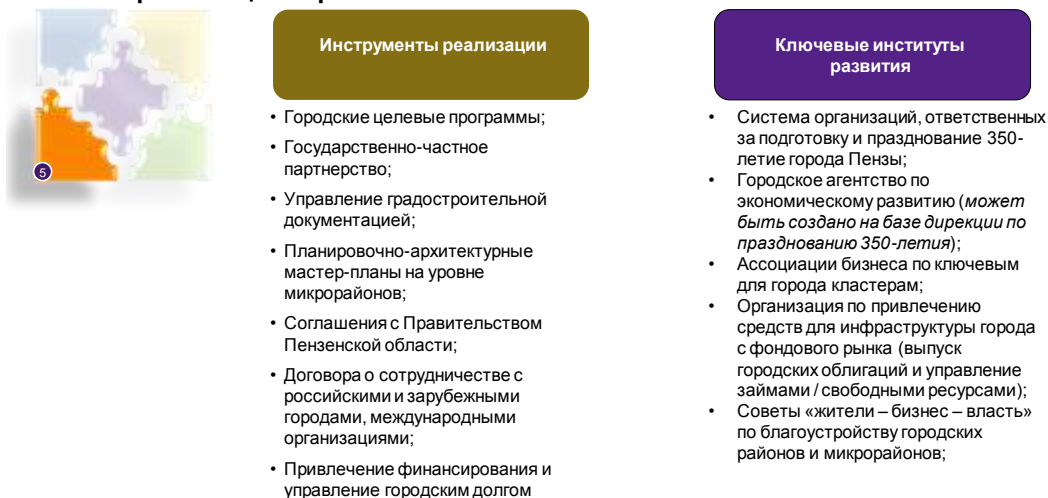 5
Инструменты реализации
• Городские целевые программы;
• Государственно-частное
партнерство;
• Управление градостроительной
документацией;
• Планировочно-архитектурные
мастер-планы на уровне
микрорайонов;
• Соглашения с Правительством
Пензенской области;
• Договора о сотрудничестве с
российскими и зарубежными
городами, международными
организациями;
• Привлечение финансирования и
управление городским долгом
Ключевые институты
развития
• Система организаций, ответственных
за подготовку и празднование 350-
летие города Пензы;
• Городское агентство по
экономическому развитию (может
быть создано на базе дирекции по
празднованию 350-летия);
• Ассоциации бизнеса по ключевым
для города кластерам;
• Организация по привлечению
средств для инфраструктуры города
с фондового рынка (выпуск
городских облигаций и управление
займами / свободными ресурсами);
• Советы «жители – бизнес – власть»
по благоустройству городских
районов и микрорайонов;